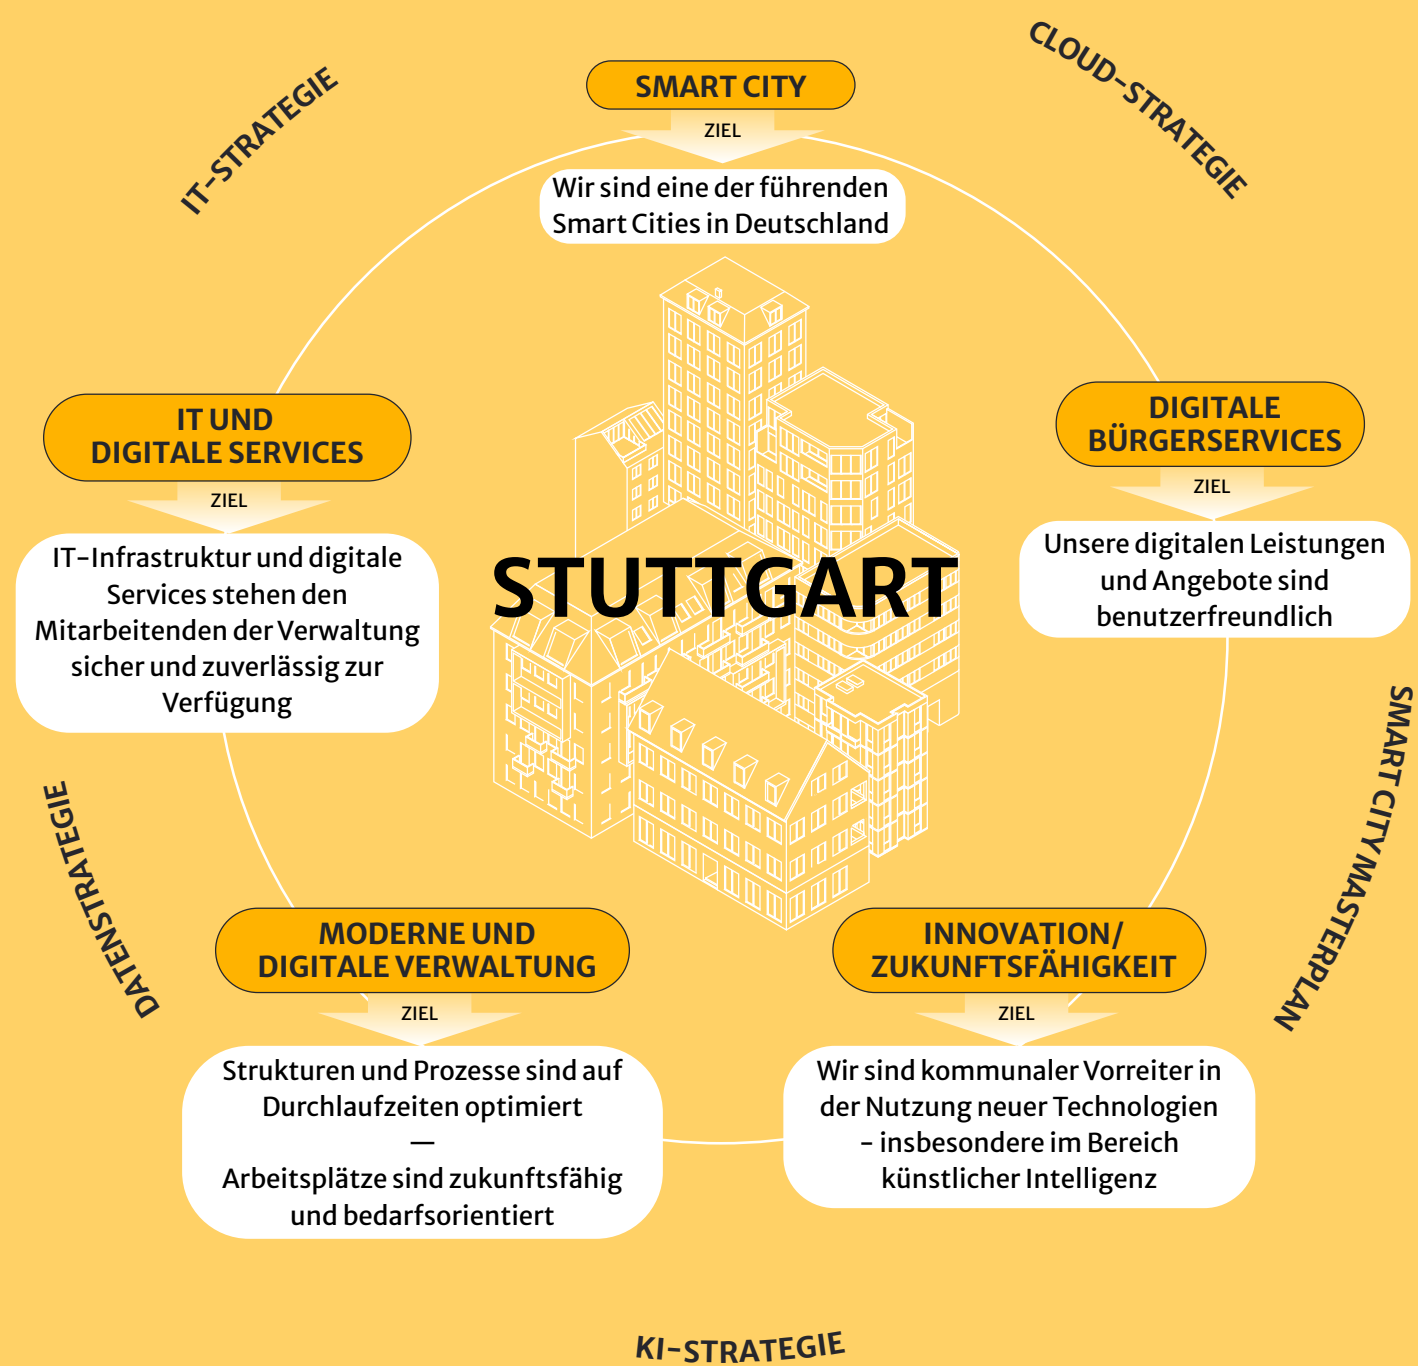 IT-STRATEGIE
CLOUD-STRATEGIE
SMART CITY
ZIEL
Wir sind eine der führenden
Smart Cities in Deutschland
IT UND
DIGITALE SERVICES
ZIEL
IT-Infrastruktur und digitale
Services stehen den
Mitarbeitenden der Verwaltung
sicher und zuverlässig zur
Verfügung
STUTTGART
DIGITALE
BÜRGERSERVICES
ZIEL
Unsere digitalen Leistungen
und Angebote sind
benutzerfreundlich
DATENSTRATEGIE
SMART CITY MASTERPLAN
MODERNE UND
DIGITALE VERWALTUNG
ZIEL
Strukturen und Prozesse sind auf
Durchlaufzeiten optimiert
—
Arbeitsplätze sind zukunftsfähig
und bedarfsorientiert
INNOVATION/
ZUKUNFTSFÄHIGKEIT
ZIEL
Wir sind kommunaler Vorreiter in
der Nutzung neuer Technologien
- insbesondere im Bereich
künstlicher Intelligenz
KI-STRATEGIE